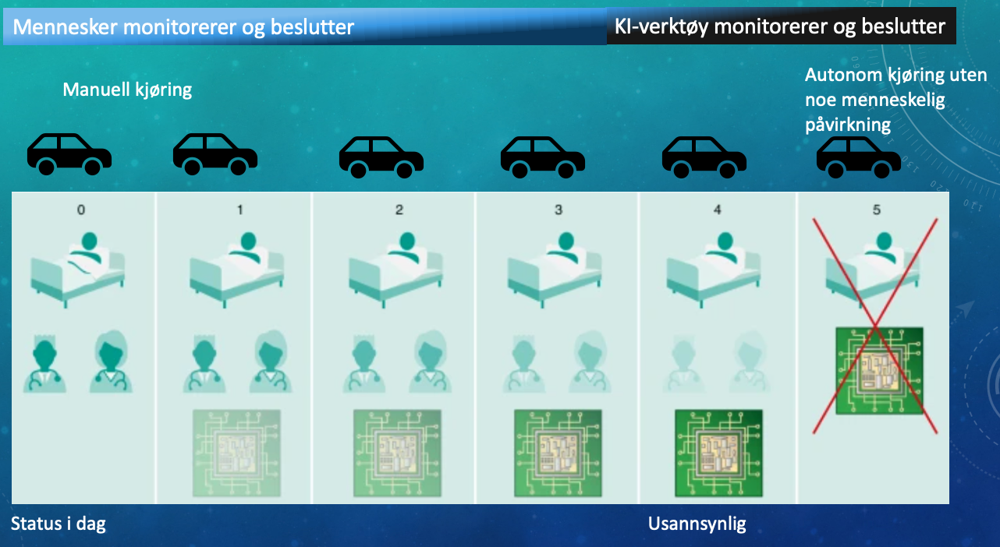 Mennesker monitorerer og beslutter
KI-verktøy monitorerer og beslutter
Manuell kjøring
Autonom kjøring uten
noe menneskelig
påvirkning
0
1
2
3
4
5
Status i dag
Usannsynlig